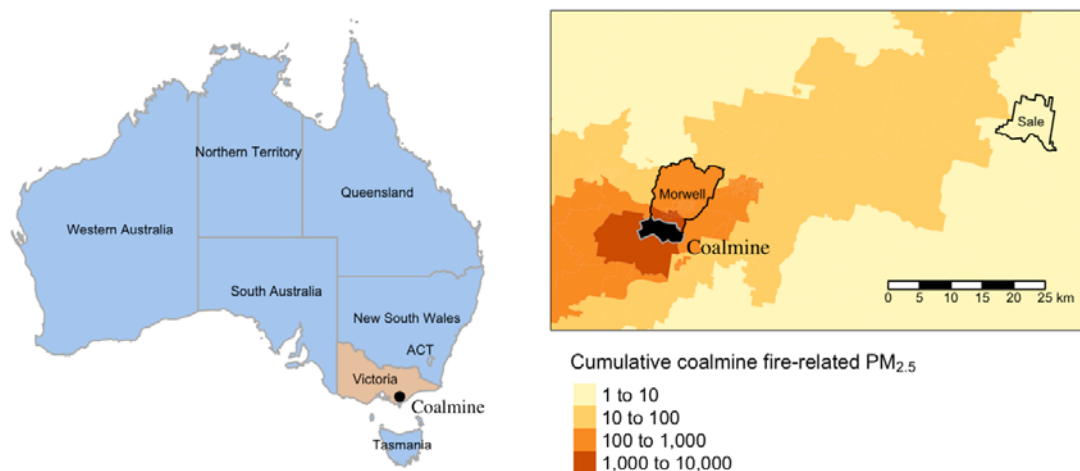 Northern Territory
Queensland
Western Australia
South Australia
New South Wales
ACT
Victoria
Coalmine
Tasmania
Sale
Morwell
Coalmine
0 5 10 15 20 25 km
Cumulative coalmine fire-related PM2.5
1 to 10
10 to 100
100 to 1,000
1,000 to 10,000